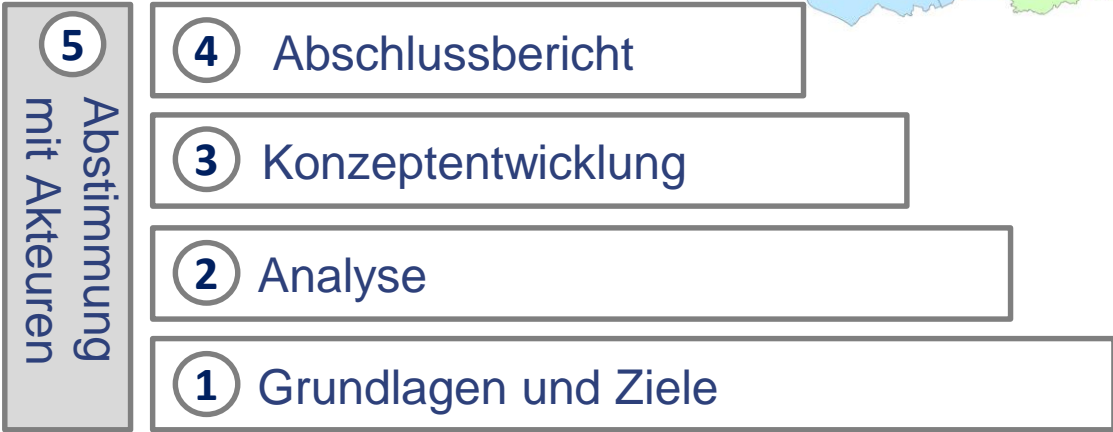 5
Abstimmung
mit Akteuren
4 Abschlussbericht
3 Konzeptentwicklung
2 Analyse
1 Grundlagen und Ziele